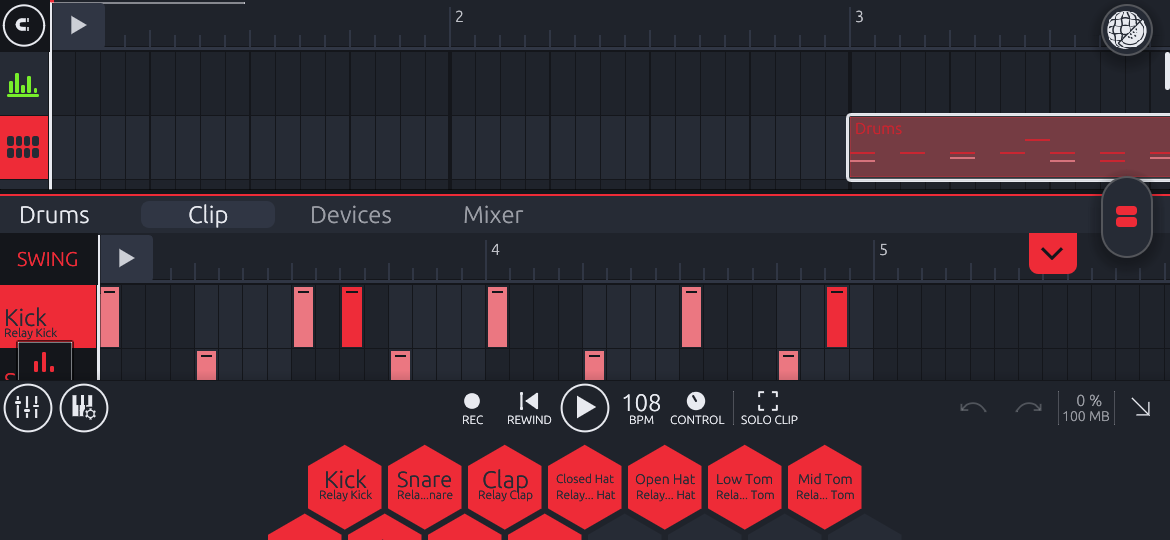 2
3
Drums
Drums
Clip
Devices
Mixer
SWING
4
5
Kick
Relay Kick
REC
REWIND
108
BPM
CONTROL
SOLO CLIP
0 %
100 MB
Kick
Relay Kick
Snare
Rela...nare
Clap
Relay Clap
Closed Hat
Relay... Hat
Open Hat
Relay... Hat
Low Tom
Rela... Tom
Mid Tom
Rela... Tom